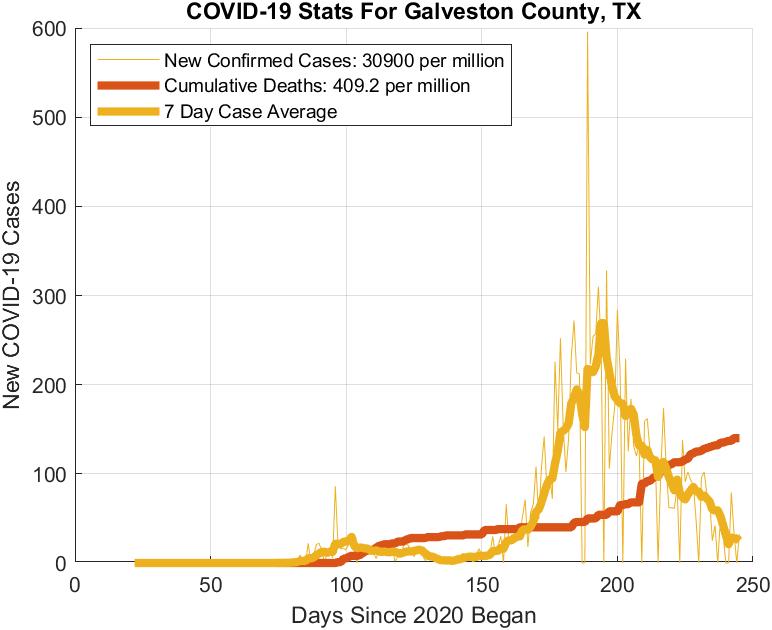 COVID-19 Stats For Galveston County, TX
600
500
400
300
200
100
0
New COVID-19 Cases
New Confirmed Cases: 30900 per million
Cumulative Deaths: 409.2 per million
7 Day Case Average
0 50 100 150 200 250
Days Since 2020 Began